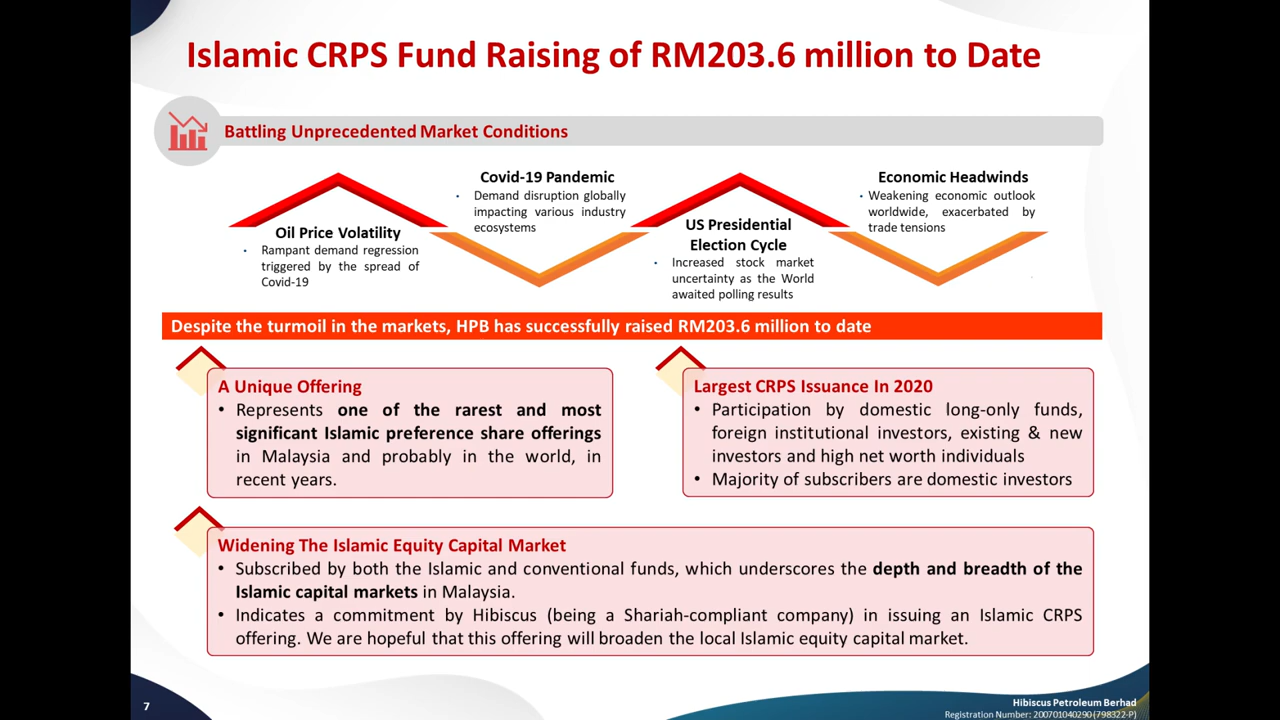 Islamic CRPS Fund Raising of RM203.6 million to Date
Battling Unprecedented Market Conditions
Oil Price Volatility
• Rampant demand regression
triggered by the spread of
Covid-19
Covid-19 Pandemic
• Demand disruption globally
impacting various industry
ecosystems
US Presidential
Election Cycle
• Increased stock market
uncertainty as the World
awaited polling results
Economic Headwinds
• Weakening economic outlook
worldwide, exacerbated by
trade tensions
Despite the turmoil in the markets, HPB has successfully raised RM203.6 million to date
A Unique Offering
• Represents one of the rarest and most
significant Islamic preference share offerings
in Malaysia and probably in the world, in
recent years.
Largest CRPS Issuance In 2020
• Participation by domestic long-only funds,
foreign institutional investors, existing & new
investors and high net worth individuals
• Majority of subscribers are domestic investors
Widening The Islamic Equity Capital Market
• Subscribed by both the Islamic and conventional funds, which underscores the depth and breadth of the
Islamic capital markets in Malaysia.
• Indicates a commitment by Hibiscus (being a Shariah-compliant company) in issuing an Islamic CRPS
offering. We are hopeful that this offering will broaden the local Islamic equity capital market.
7
Hibiscus Petroleum Berhad
Registration Number: 200701040290 (798322-P)